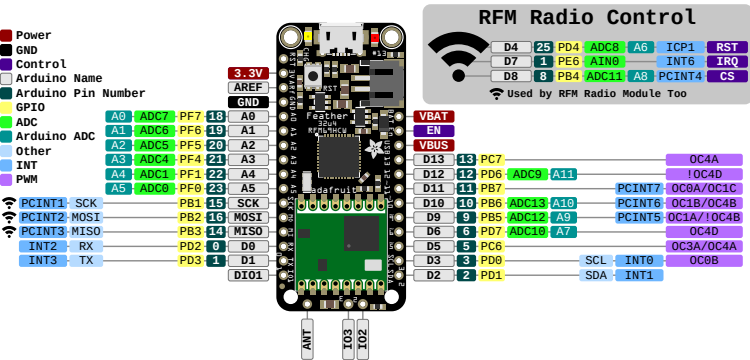 RFM Radio Control
D4 25 PD4 ADC8 A6 ICP1 RST
D7 1 PE6 AIN0 INT6 IRQ
D8 8 PB4 ADC11 A8 PCINT4 CS
Used by RFM Radio Module Too
Power
GND
Control
Arduino Name
Arduino Pin Number
GPIO
ADC
Arduino ADC
Other
INT
PWM
3.3V
AREF
GND
A0 ADC7 PF7 18 A0
A1 ADC6 PF6 19 A1
A2 ADC5 PF5 20 A2
A3 ADC4 PF4 21 A3
A4 ADC1 PF1 22 A4
A5 ADC0 PF0 23 A5
PCINT1 SCK PB1 15 SCK
PCINT2 MOSI PB2 16 MOSI
PCINT3 MISO PB3 14 MISO
INT2 RX PD2 0 D0
INT3 TX PD3 1 D1
DIO1
RST
Feather
32u4
RFM69HCW
adafruit
VBAT
EN
VBUS
D13 13 PC7 OC4A
D12 12 PD6 ADC9 A11 !OC4D
D11 11 PB7 PCINT7 OC0A/OC1C
D10 10 PB6 ADC13 A10 PCINT6 OC1B/OC4B
D9 9 PB5 ADC12 A9 PCINT5 OC1A/!OC4B
D6 6 PD7 ADC10 A7 OC4D
D5 5 PC6 OC3A/OC4A
D3 3 PD0 SCL INT0 OC0B
D2 2 PD1 SDA INT1
ANT
IO3
IO2